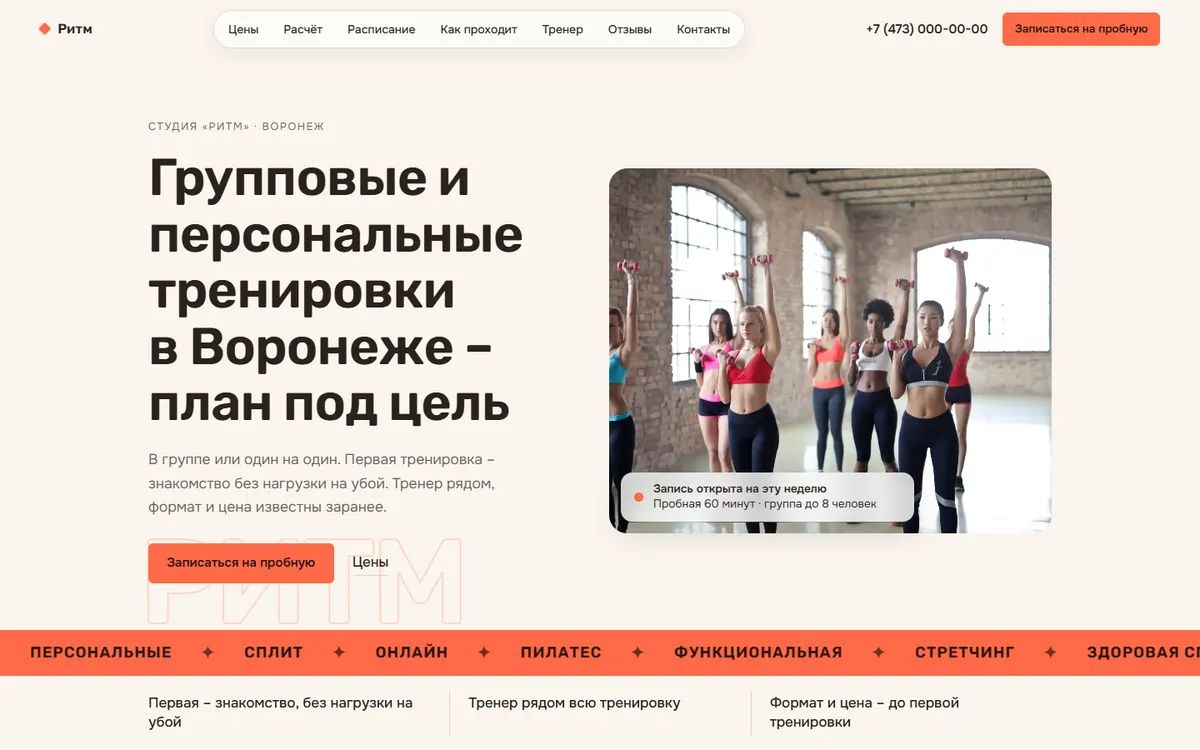 Ритм
Цены
Расчёт
Расписание
Как проходит
Тренер
Отзывы
Контакты
+7 (473) 000-00-00
Записаться на пробную
СТУДИЯ «РИТМ» · ВОРОНЕЖ
Групповые и
персональные
тренировки
в Воронеже –
план под цель
В группе или один на один. Первая тренировка –
знакомство без нагрузки на убой. Тренер рядом,
формат и цена известны заранее.
Запись открыта на эту неделю
Пробная 60 минут · группа до 8 человек
РИТМ
Записаться на пробную
Цены
ПЕРСОНАЛЬНЫЕ ✦ СПЛИТ ✦ ОНЛАЙН ✦ ПИЛАТЕС ✦ ФУНКЦИОНАЛЬНАЯ ✦ СТРЕТЧИНГ ✦ ЗДОРОВАЯ
Первая – знакомство, без нагрузки на
убой
Тренер рядом всю тренировку
Формат и цена – до первой
тренировки